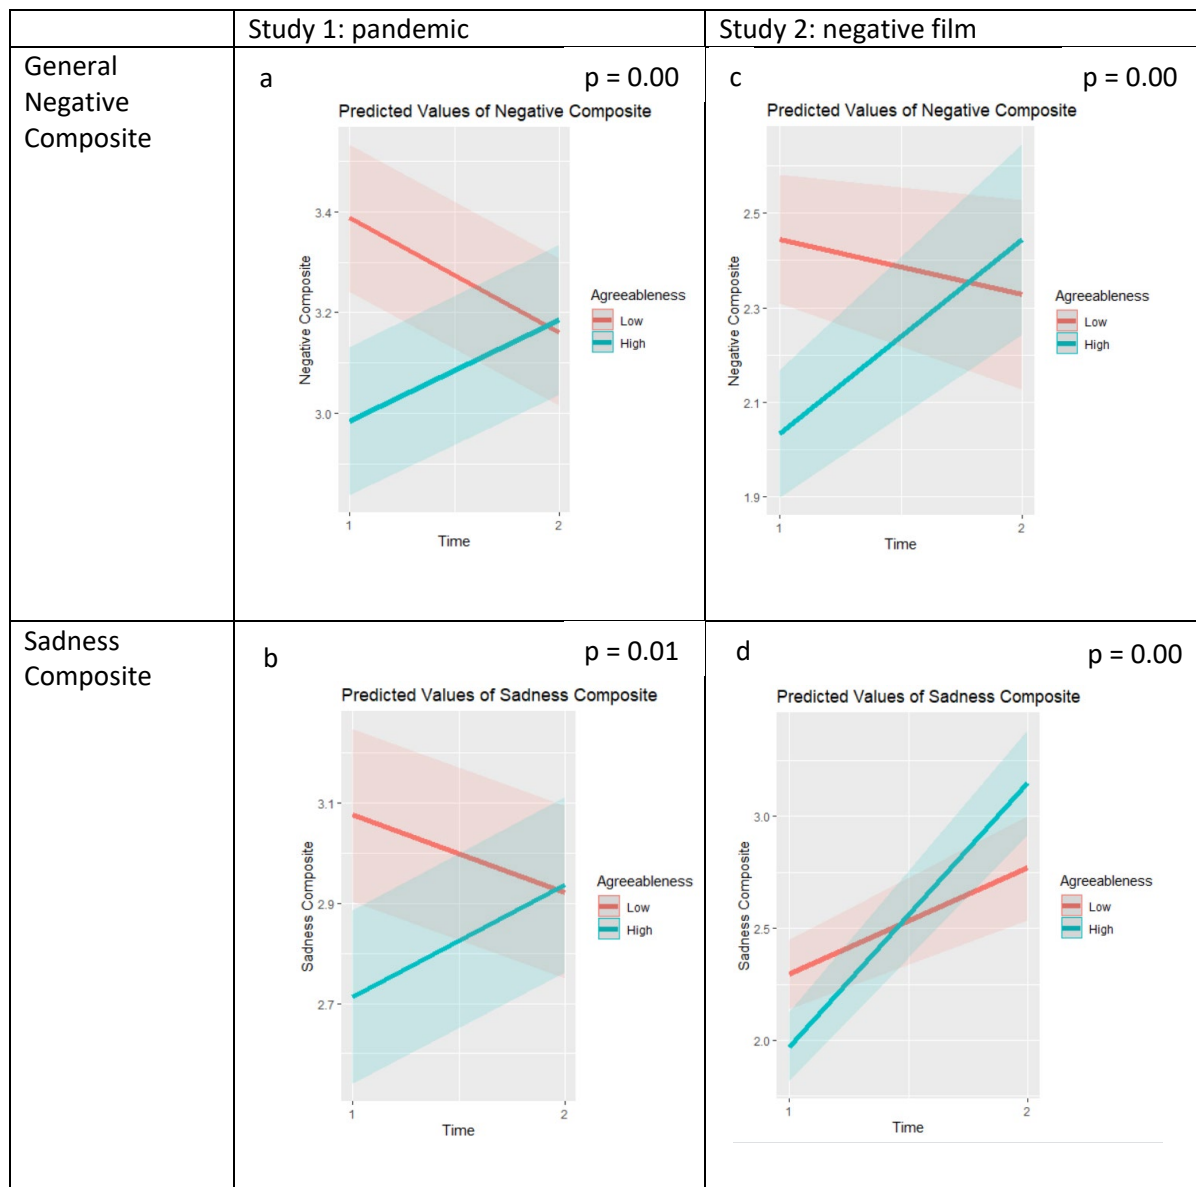 Study 1: pandemic
Study 2: negative film
General
Negative
Composite
a
p = 0.00
Predicted Values of Negative Composite
3.4
3.2
3.0
Negative Composite
1
2
Time
Agreeableness
Low
High
c
p = 0.00
Predicted Values of Negative Composite
2.5
2.3
2.1
1.9
Negative Composite
1
2
Time
Agreeableness
Low
High
Sadness
Composite
b
p = 0.01
Predicted Values of Sadness Composite
3.1
2.9
2.7
Sadness Composite
1
2
Time
Agreeableness
Low
High
d
p = 0.00
Predicted Values of Sadness Composite
3.0
2.5
2.0
Sadness Composite
1
2
Time
Agreeableness
Low
High